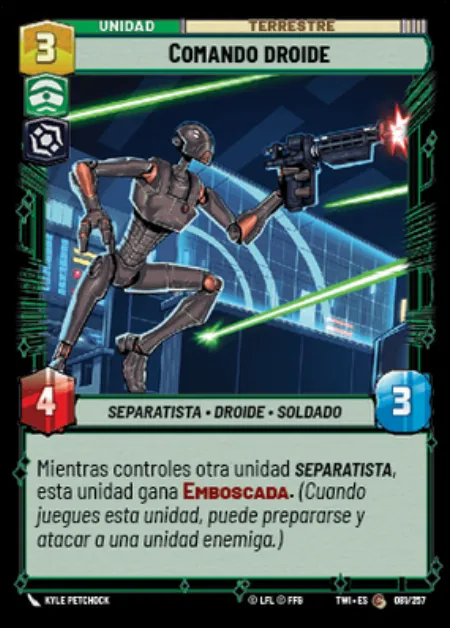 UNIDAD
TERRESTRE
3
COMANDO DROIDE
4
SEPARATISTA • DROIDE • SOLDADO
3
Mientras controles otra unidad SEPARATISTA,
esta unidad gana EMBOSCADA. (Cuando
juegues esta unidad, puede prepararse y
atacar a una unidad enemiga.)
KYLE PETCHOCK
© LFL © FFG
TWI • ES
C
081/257